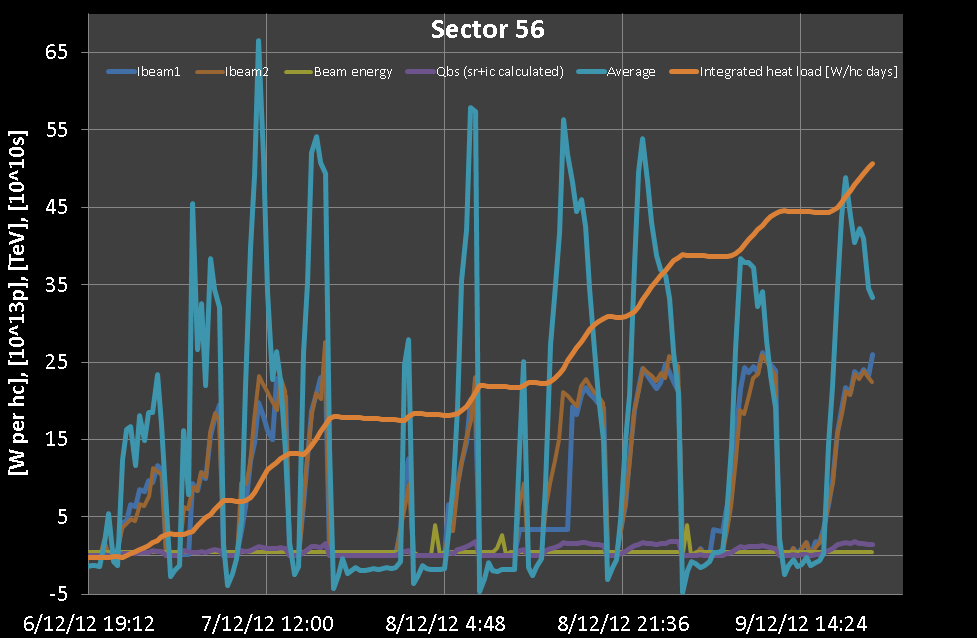 Sector 56
Ibeam1 Ibeam2 Beam energy Qbs (sr+ic calculated) Average Integrated heat load [W/hc days]
[W per hc], [10^13p], [TeV], [10^10s]
65
55
45
35
25
15
5
-5
6/12/12 19:12 7/12/12 12:00 8/12/12 4:48 8/12/12 21:36 9/12/12 14:24